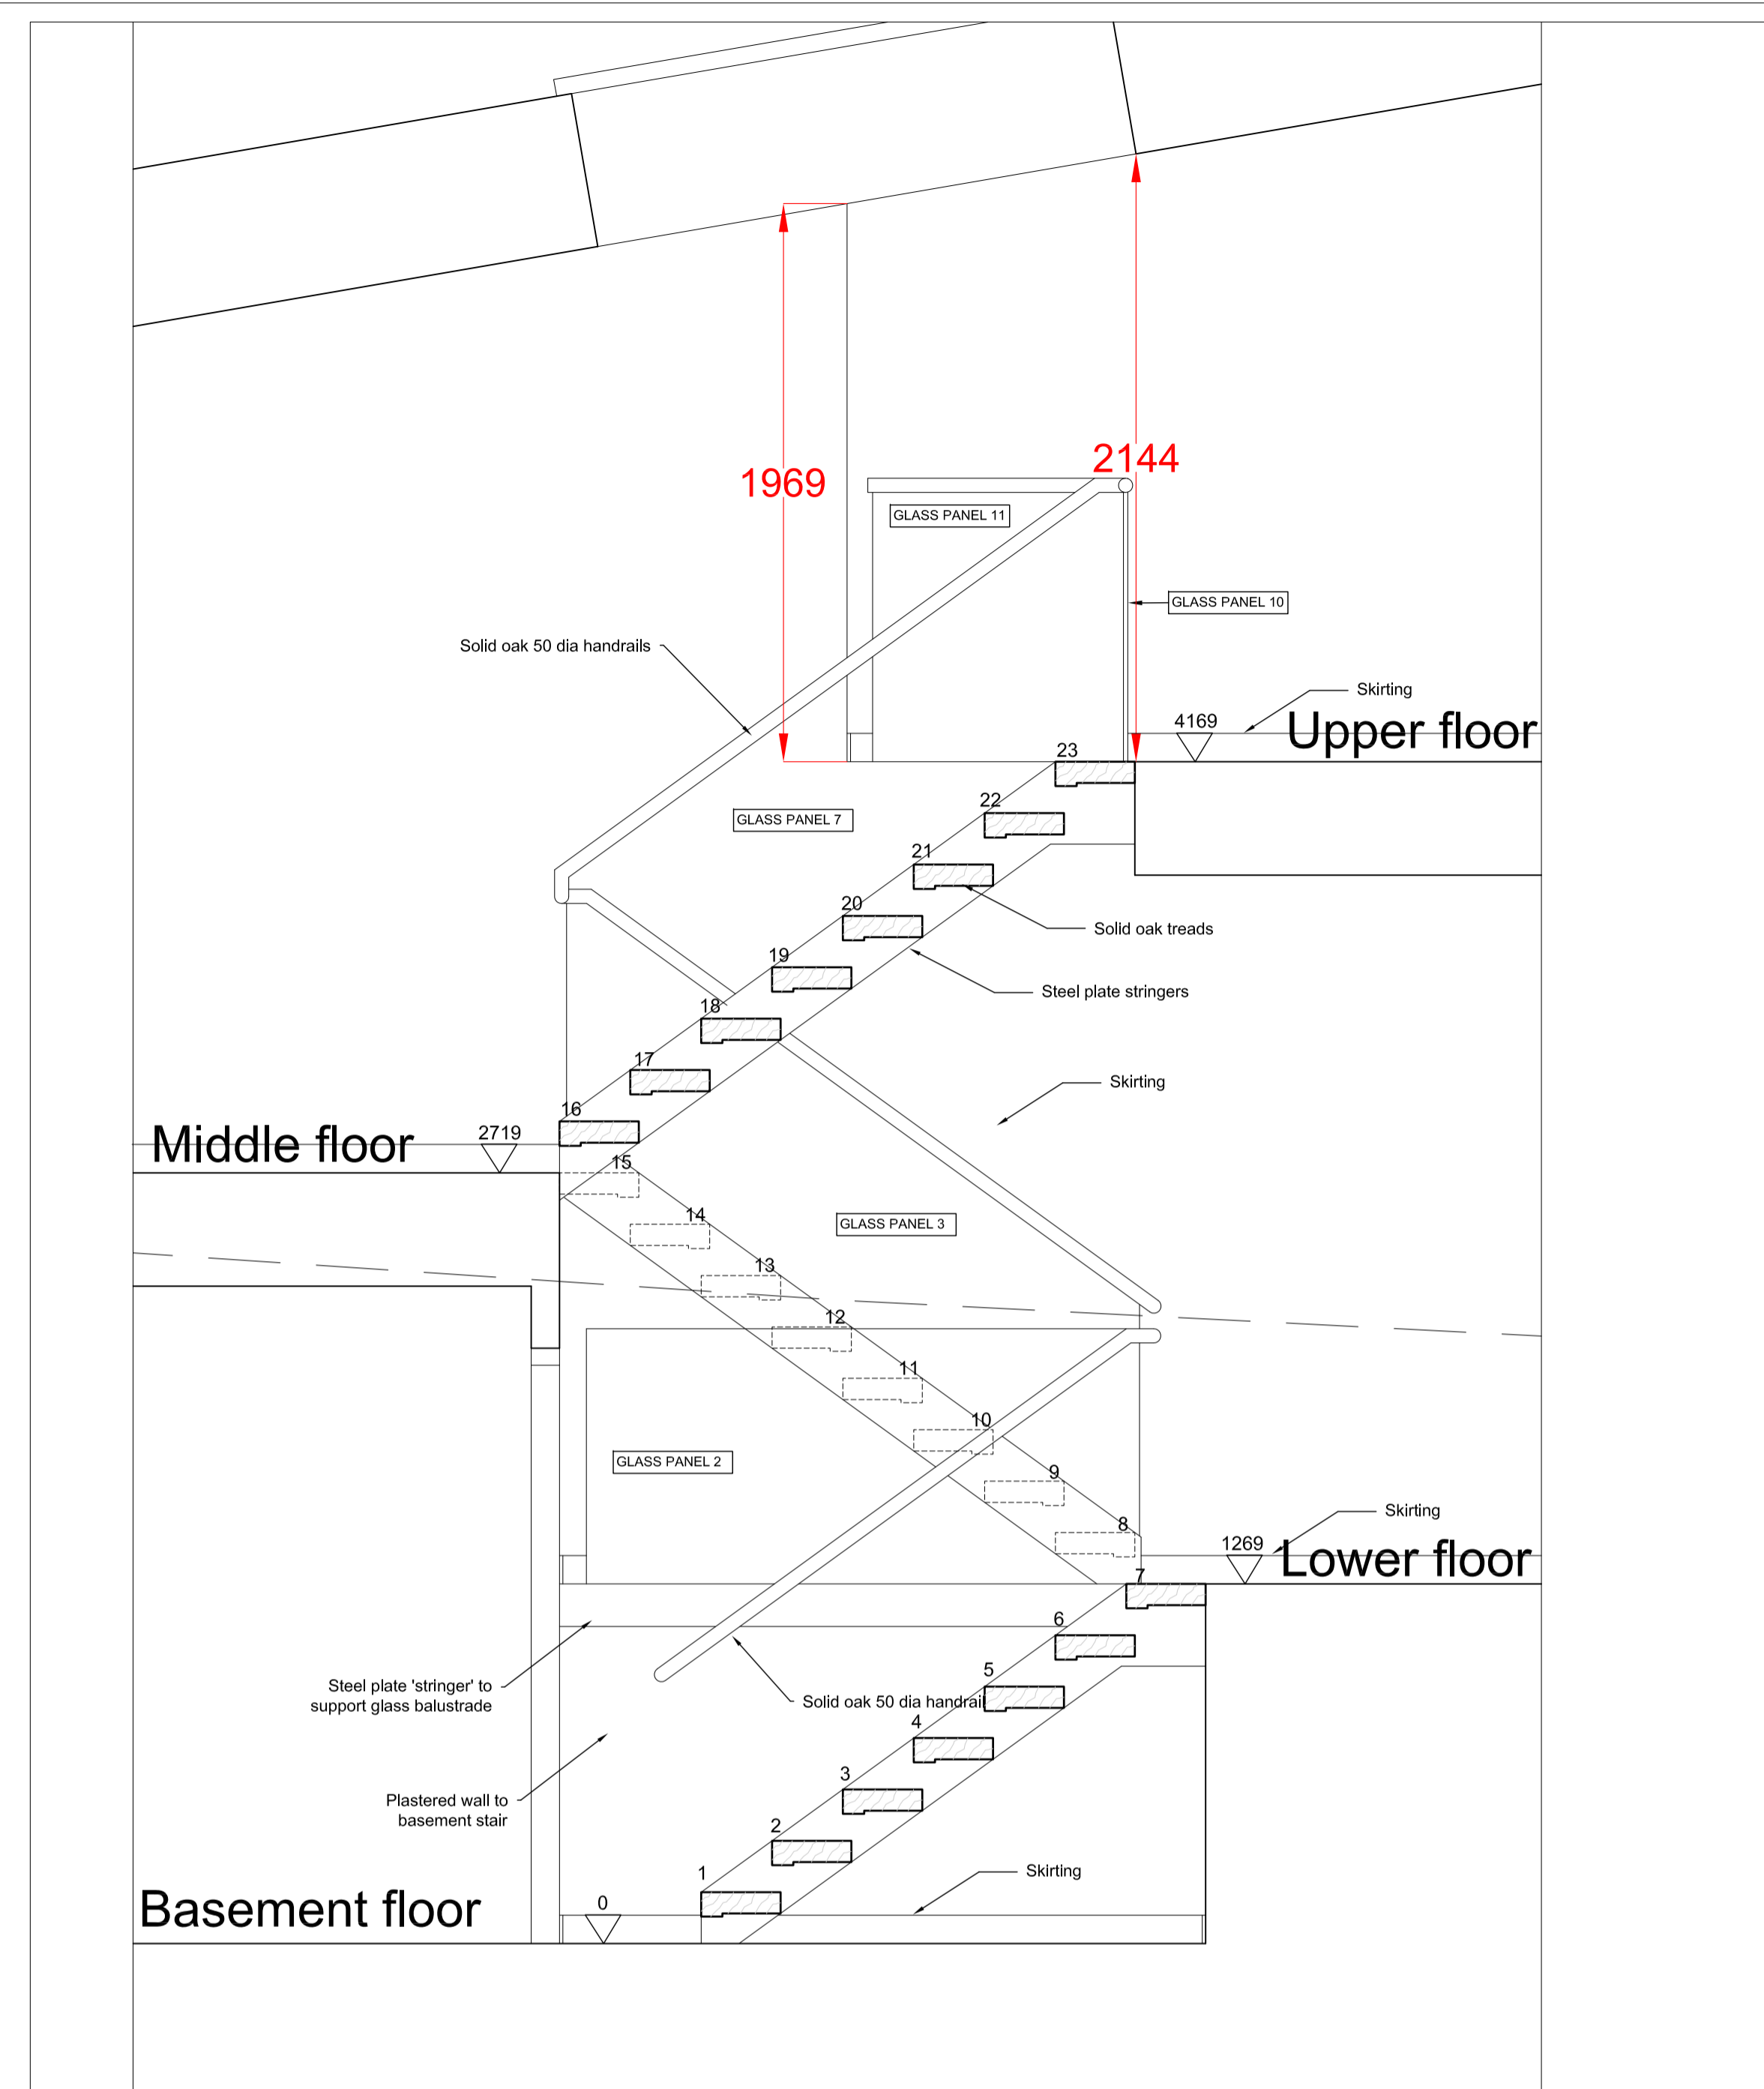 1969
2144
GLASS PANEL 11
GLASS PANEL 10
Solid oak 50 dia handrails
Skirting
4169
Upper floor
23
22
GLASS PANEL 7
21
20
Solid oak treads
19
Steel plate stringers
18
17
Skirting
16
Middle floor
2719
15
14
GLASS PANEL 3
13
12
11
10
GLASS PANEL 2
9
8
Skirting
1269
Lower floor
7
6
5
Steel plate 'stringer' to
support glass balustrade
Solid oak 50 dia handrail
4
3
Plastered wall to
basement stair
2
1
Skirting
Basement floor
0